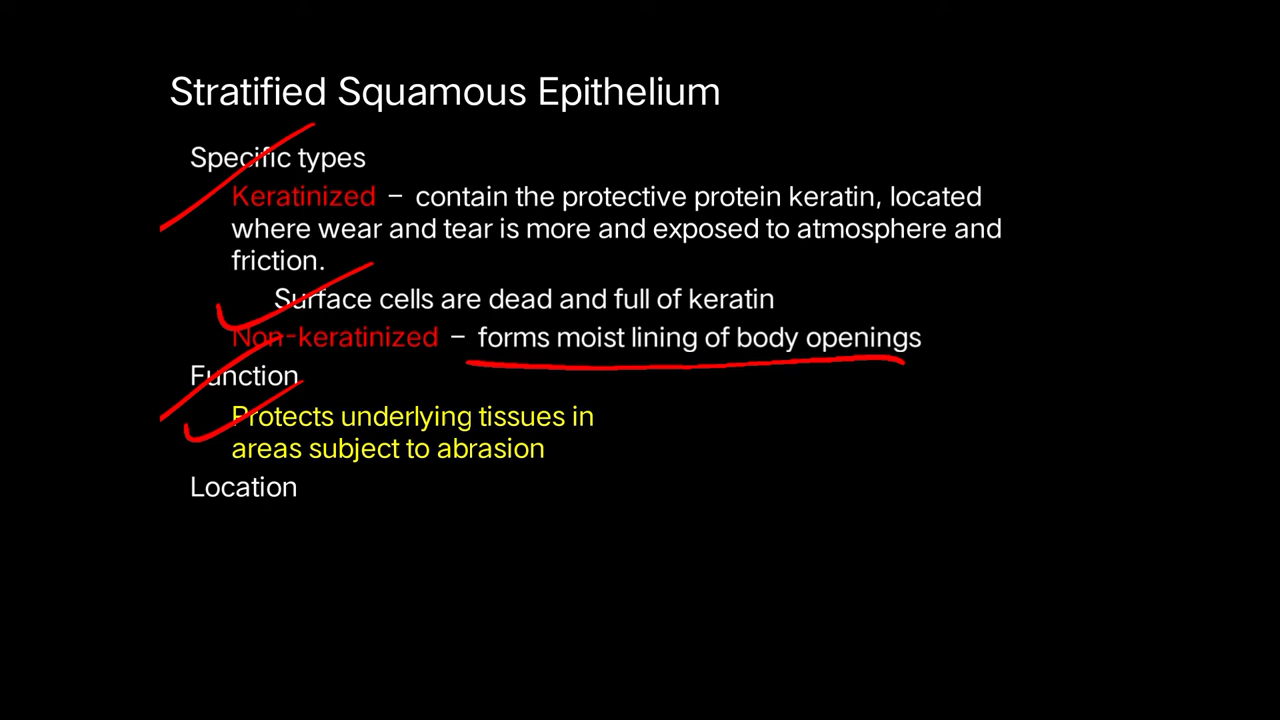 Stratified Squamous Epithelium
Specific types
Keratinized – contain the protective protein keratin, located
where wear and tear is more and exposed to atmosphere and
friction.
Surface cells are dead and full of keratin
Non-keratinized – forms moist lining of body openings
Function
Protects underlying tissues in
areas subject to abrasion
Location